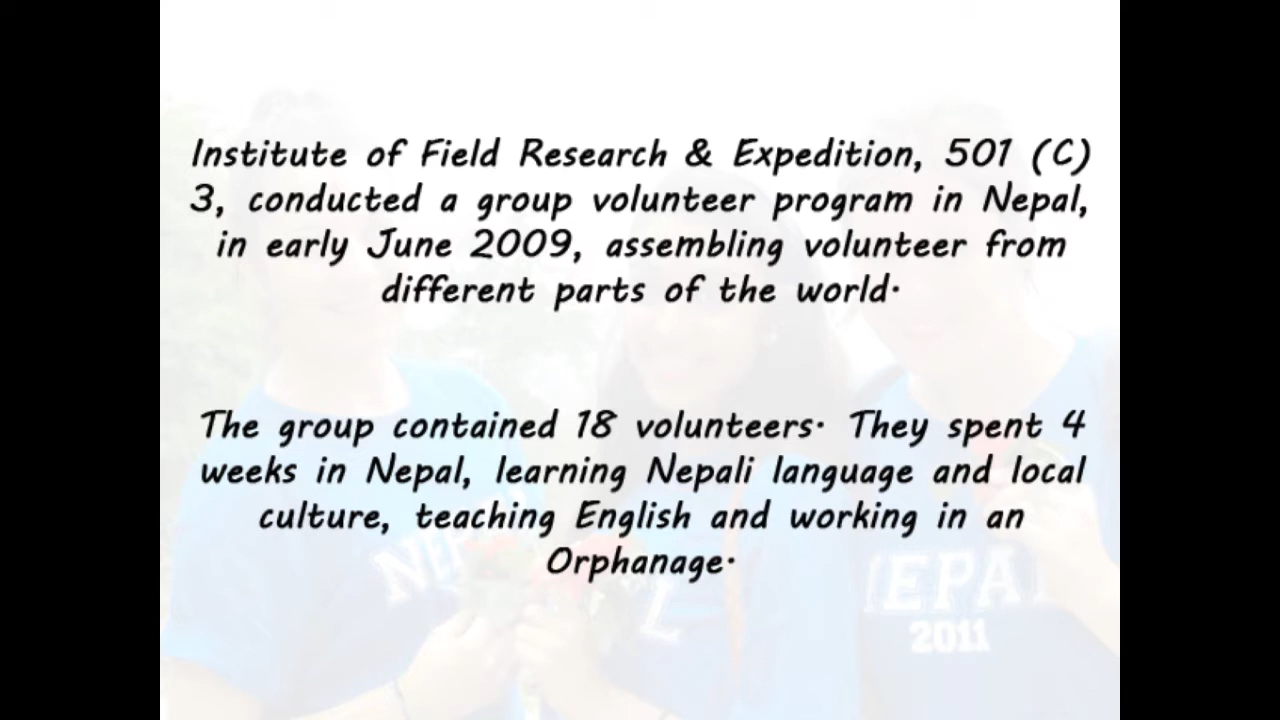 Institute of Field Research & Expedition, 501 (C)
3, conducted a group volunteer program in Nepal,
in early June 2009, assembling volunteer from
different parts of the world.
The group contained 18 volunteers. They spent 4
weeks in Nepal, learning Nepali language and local
culture, teaching English and working in an
Orphanage.
NEPAL
2011